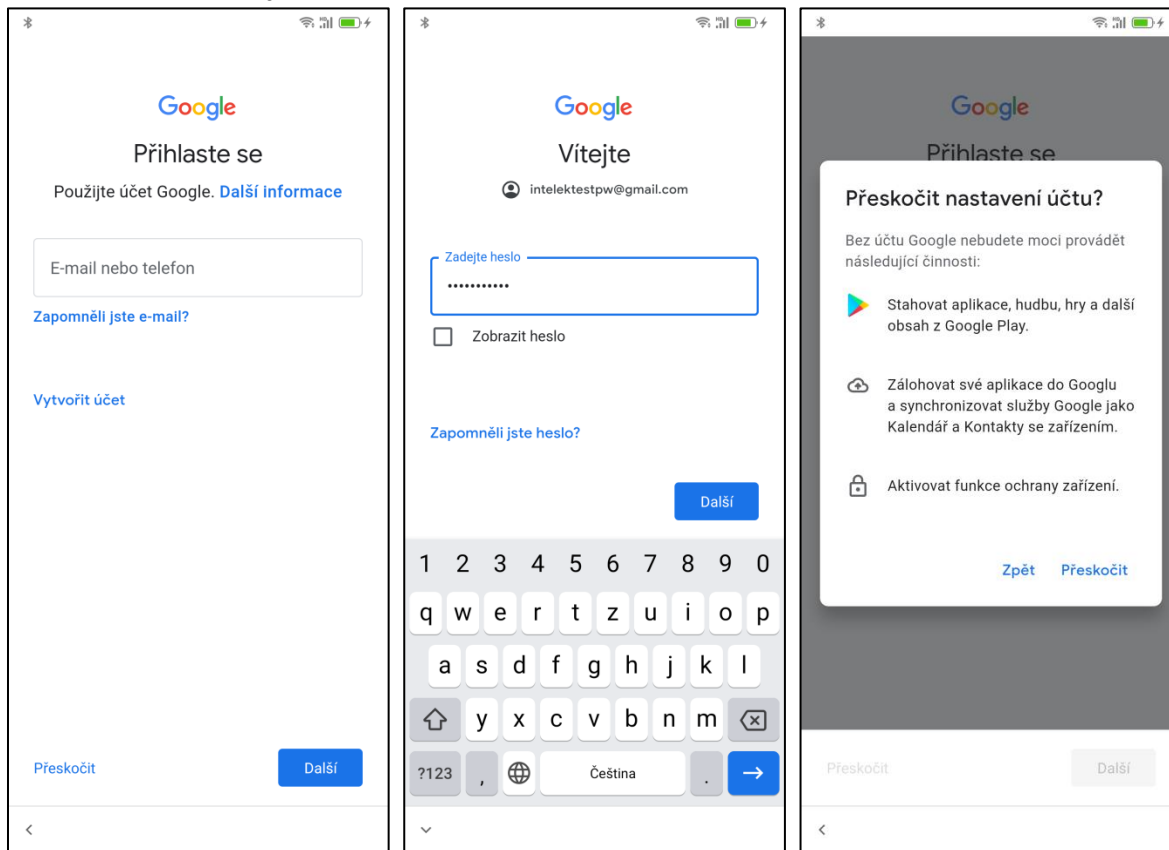 Google
Přihlaste se
Použijte účet Google. Další informace
E-mail nebo telefon
Zapomněli jste e-mail?
Vytvořit účet
Přeskočit
Další
Google
Vítejte
intelektestpw@gmail.com
Zadejte heslo
•••••••••••
Zobrazit heslo
Zapomněli jste heslo?
Další
1 2 3 4 5 6 7 8 9 0
q w e r t z u i o p
a s d f g h j k l
y x c v b n m
?123 , Čeština .
Google
Přihlaste se
Přeskočit nastavení účtu?
Bez účtu Google nebudete moci provádět
následující činnosti:
Stahovat aplikace, hudbu, hry a další
obsah z Google Play.
Zálohovat své aplikace do Googlu
a synchronizovat služby Google jako
Kalendář a Kontakty se zařízením.
Aktivovat funkce ochrany zařízení.
Zpět Přeskočit
Přeskočit
Další